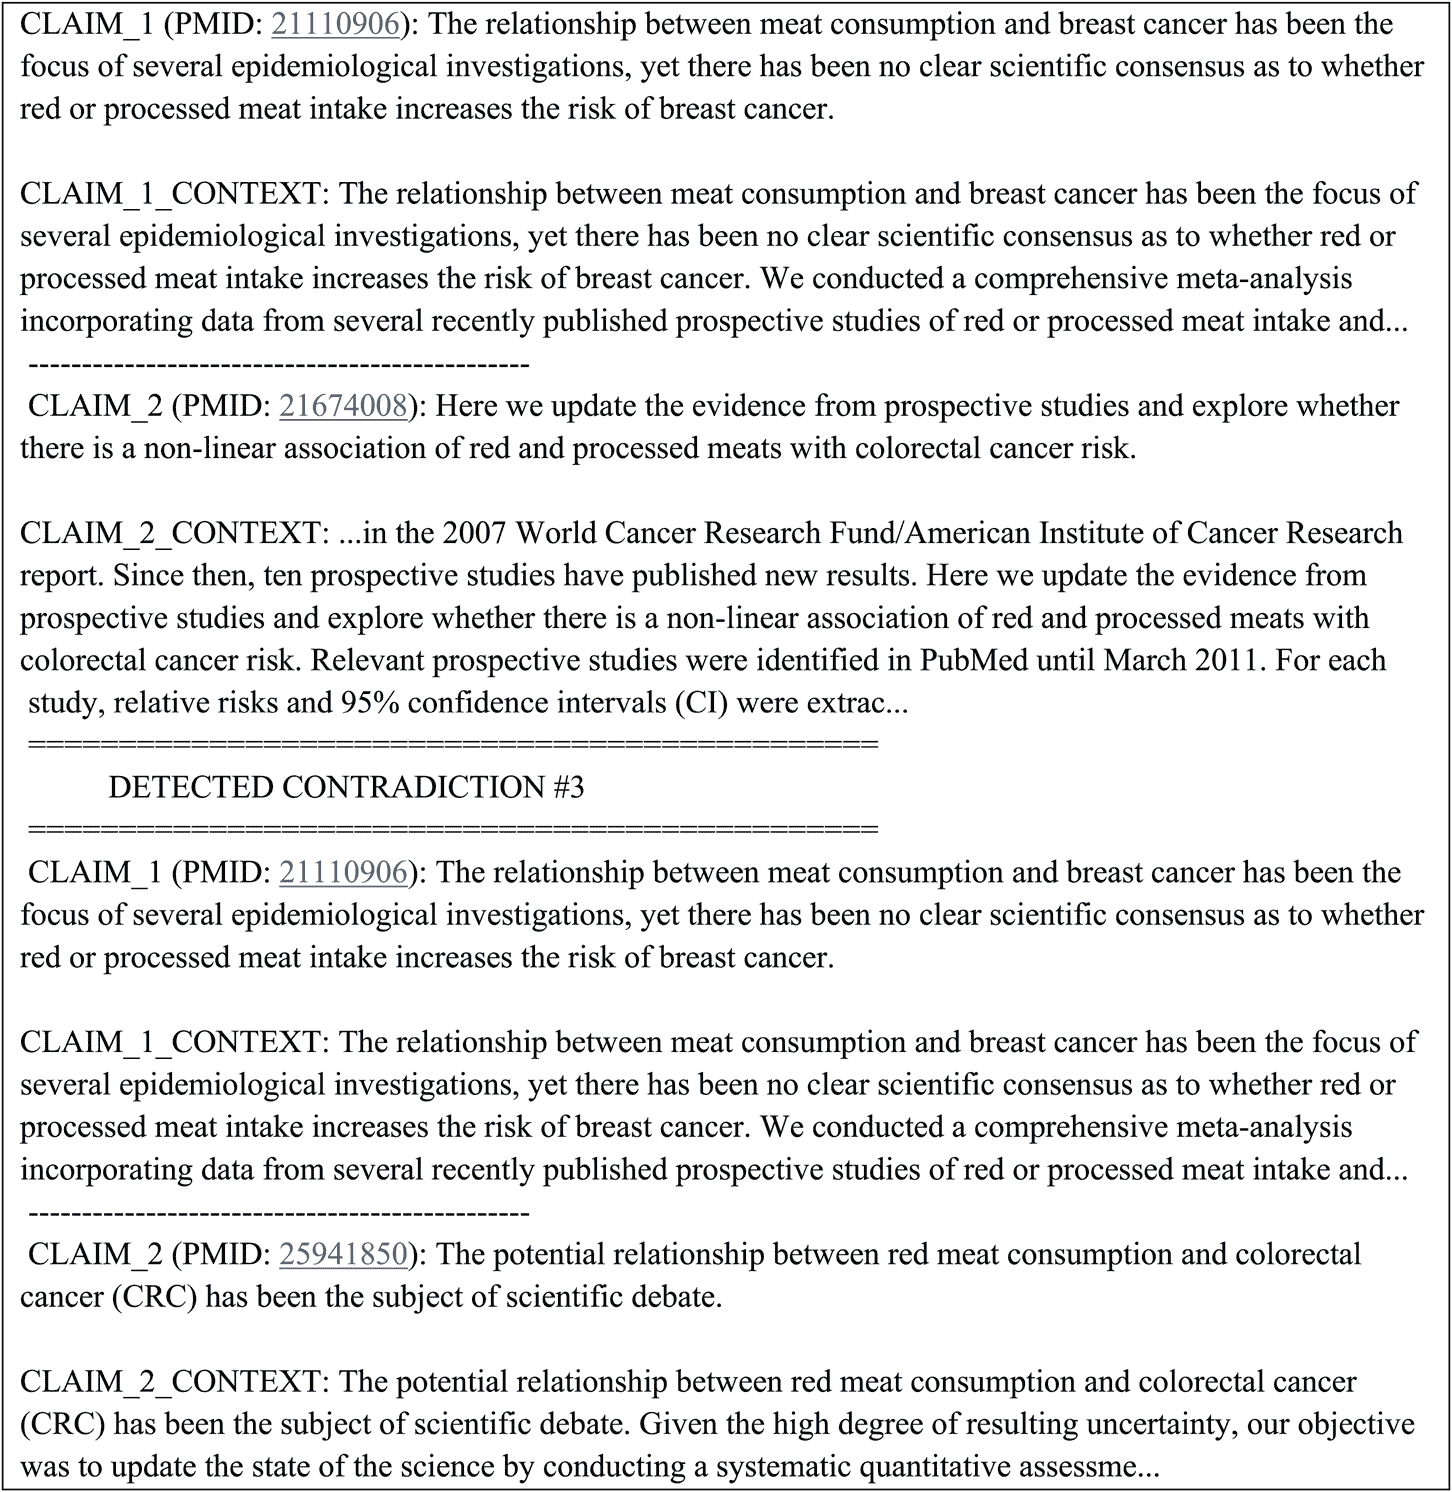 CLAIM_1 (PMID: 21110906): The relationship between meat consumption and breast cancer has been the
focus of several epidemiological investigations, yet there has been no clear scientific consensus as to whether
red or processed meat intake increases the risk of breast cancer.
CLAIM_1_CONTEXT: The relationship between meat consumption and breast cancer has been the focus of
several epidemiological investigations, yet there has been no clear scientific consensus as to whether red or
processed meat intake increases the risk of breast cancer. We conducted a comprehensive meta-analysis
incorporating data from several recently published prospective studies of red or processed meat intake and...
-----------------------------------------------
CLAIM_2 (PMID: 21674008): Here we update the evidence from prospective studies and explore whether
there is a non-linear association of red and processed meats with colorectal cancer risk.
CLAIM_2_CONTEXT: ...in the 2007 World Cancer Research Fund/American Institute of Cancer Research
report. Since then, ten prospective studies have published new results. Here we update the evidence from
prospective studies and explore whether there is a non-linear association of red and processed meats with
colorectal cancer risk. Relevant prospective studies were identified in PubMed until March 2011. For each
study, relative risks and 95% confidence intervals (CI) were extrac...
===============================================
DETECTED CONTRADICTION #3
===============================================
CLAIM_1 (PMID: 21110906): The relationship between meat consumption and breast cancer has been the
focus of several epidemiological investigations, yet there has been no clear scientific consensus as to whether
red or processed meat intake increases the risk of breast cancer.
CLAIM_1_CONTEXT: The relationship between meat consumption and breast cancer has been the focus of
several epidemiological investigations, yet there has been no clear scientific consensus as to whether red or
processed meat intake increases the risk of breast cancer. We conducted a comprehensive meta-analysis
incorporating data from several recently published prospective studies of red or processed meat intake and...
-----------------------------------------------
CLAIM_2 (PMID: 25941850): The potential relationship between red meat consumption and colorectal
cancer (CRC) has been the subject of scientific debate.
CLAIM_2_CONTEXT: The potential relationship between red meat consumption and colorectal cancer
(CRC) has been the subject of scientific debate. Given the high degree of resulting uncertainty, our objective
was to update the state of the science by conducting a systematic quantitative assessme...